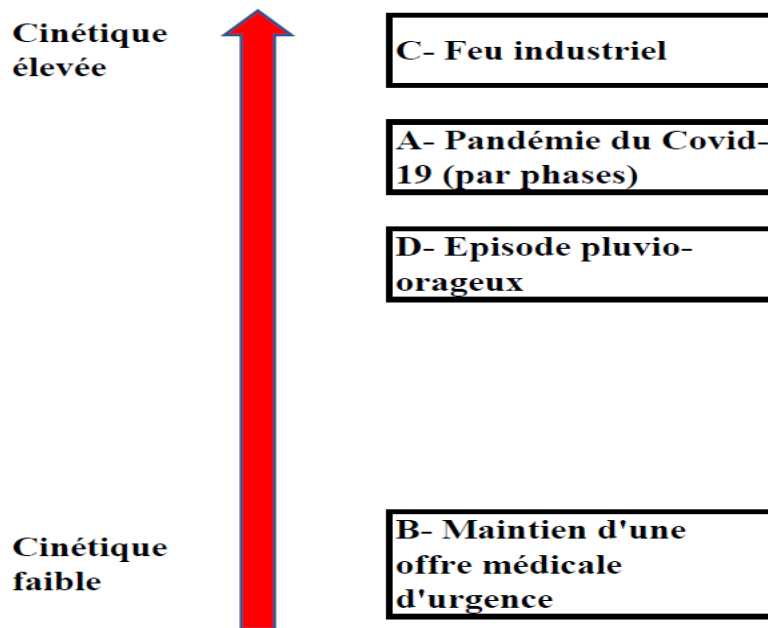 Cinétique
élevée
C- Feu industriel
A- Pandémie du Covid-
19 (par phases)
D- Episode pluvio-
orageux
Cinétique
faible
B- Maintien d'une
offre médicale
d'urgence